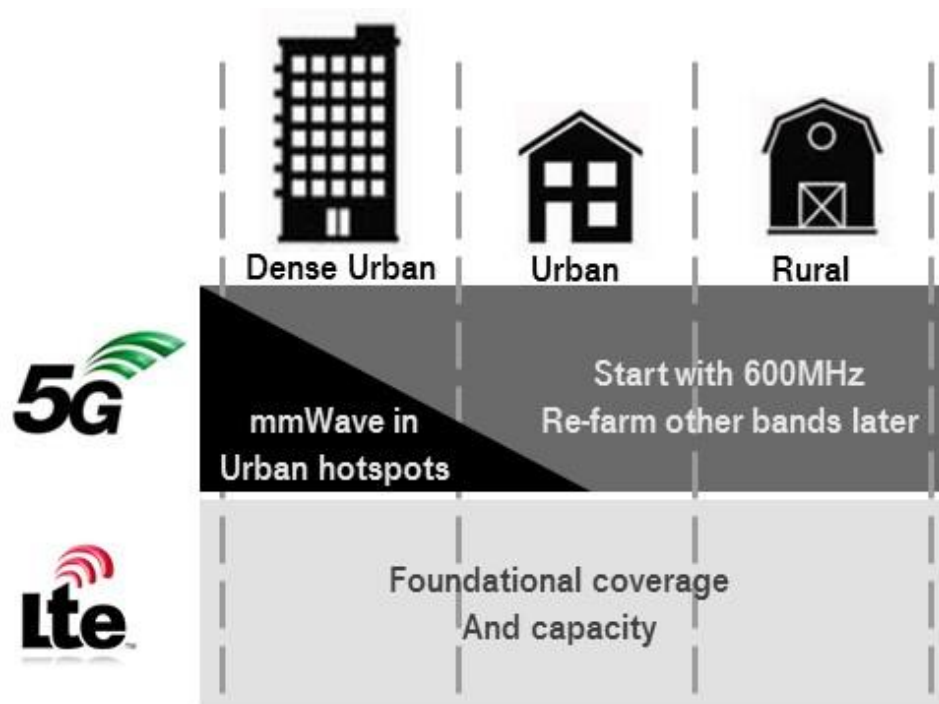 Dense Urban
Urban
Rural
5G
Start with 600MHz
Re-farm other bands later
mmWave in
Urban hotspots
Lte
Foundational coverage
And capacity